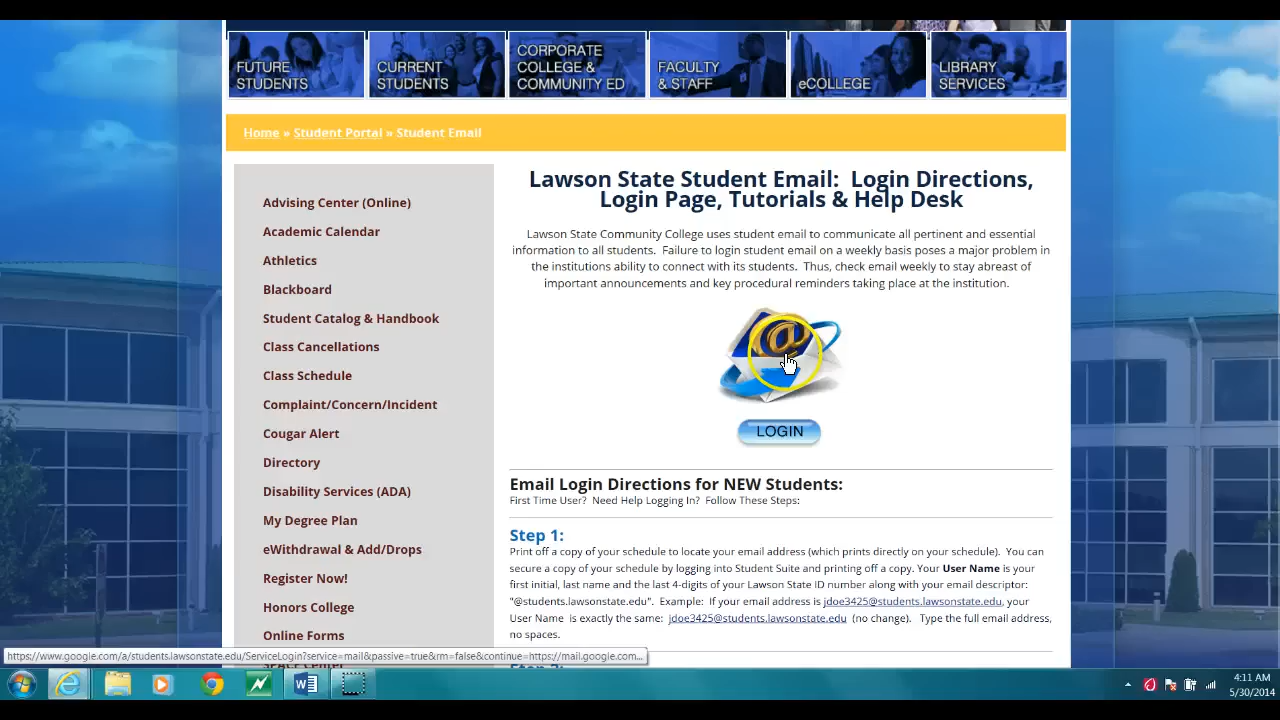 FUTURE
STUDENTS
CURRENT
STUDENTS
CORPORATE
COLLEGE &
COMMUNITY ED
FACULTY
& STAFF
eCOLLEGE
LIBRARY
SERVICES
Home » Student Portal » Student Email
Advising Center (Online)
Academic Calendar
Athletics
Blackboard
Student Catalog & Handbook
Class Cancellations
Class Schedule
Complaint/Concern/Incident
Cougar Alert
Directory
Disability Services (ADA)
My Degree Plan
eWithdrawal & Add/Drops
Register Now!
Honors College
Online Forms
Lawson State Student Email: Login Directions,
Login Page, Tutorials & Help Desk
Lawson State Community College uses student email to communicate all pertinent and essential
information to all students. Failure to login student email on a weekly basis poses a major problem in
the institutions ability to connect with its students. Thus, check email weekly to stay abreast of
important announcements and key procedural reminders taking place at the institution.
@
LOGIN
Email Login Directions for NEW Students:
First Time User? Need Help Logging In? Follow These Steps:
Step 1:
Print off a copy of your schedule to locate your email address (which prints directly on your schedule). You can
secure a copy of your schedule by logging into Student Suite and printing off a copy. Your User Name is your
first initial, last name and the last 4-digits of your Lawson State ID number along with your email descriptor:
"@students.lawsonstate.edu". Example: If your email address is jdoe3425@students.lawsonstate.edu, your
User Name is exactly the same: jdoe3425@students.lawsonstate.edu (no change). Type the full email address,
no spaces.
https://www.google.com/a/students.lawsonstate.edu/ServiceLogin?service=mail&passive=true&rm=false&continue=https://mail.google.com...
4:11 AM
5/30/2014